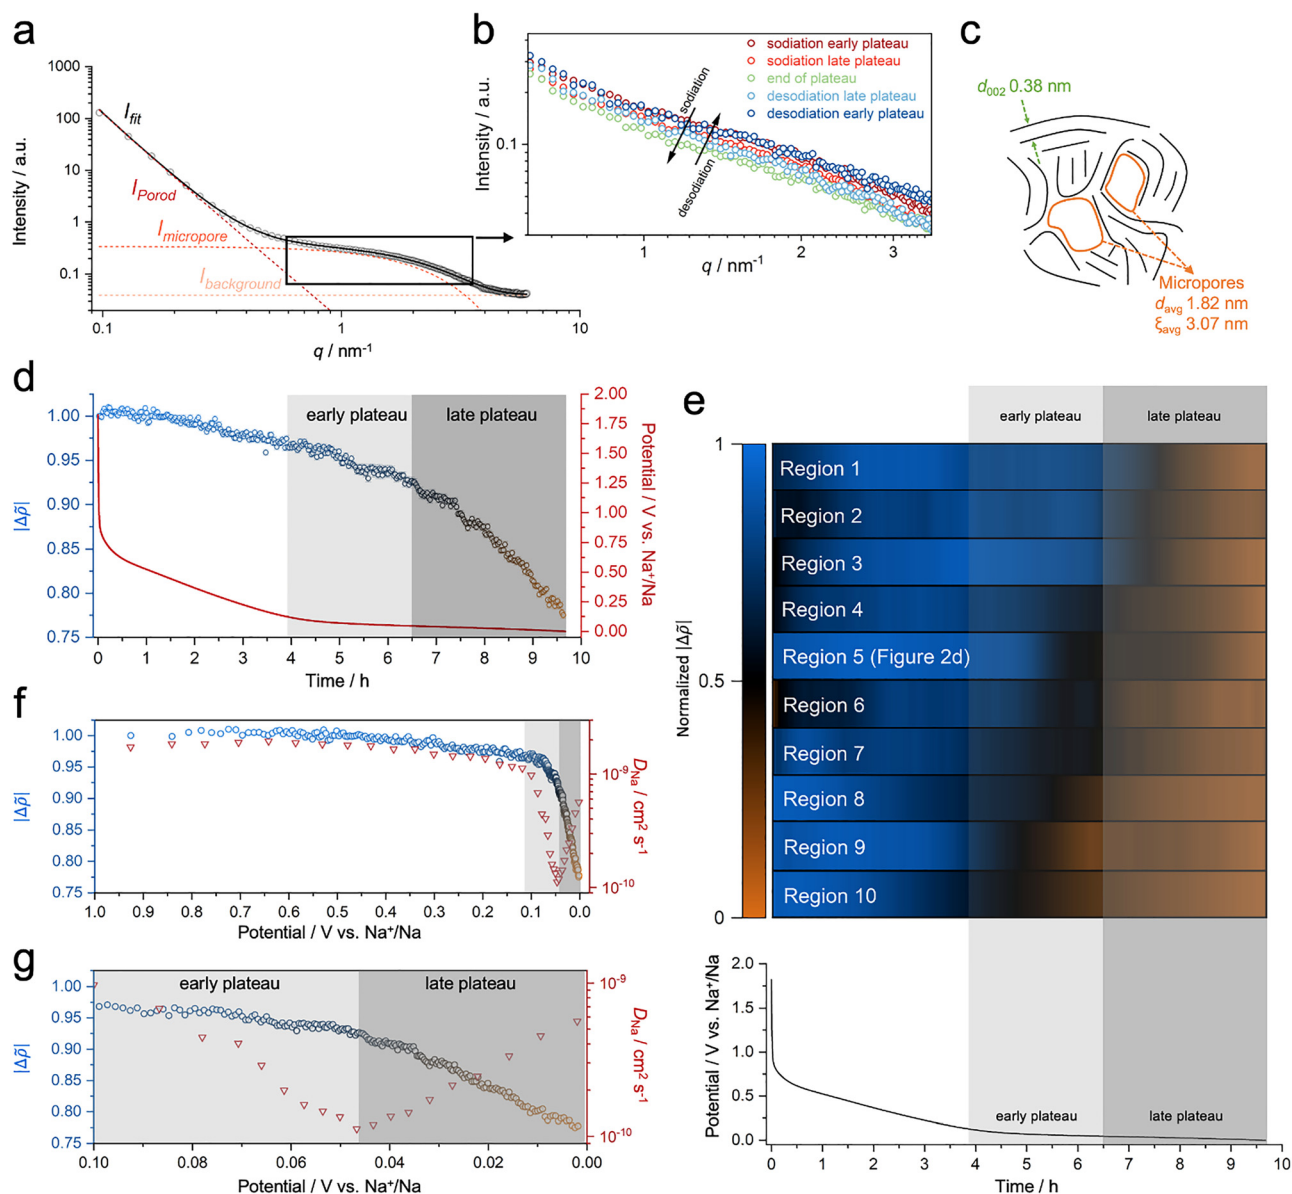 a
1000
100
10
1
0.1
Intensity / a.u.
I_fit
I_Porod
I_micropore
I_background
0.1
1
10
q / nm⁻¹
b
Intensity / a.u.
0.1
sodiation early plateau
sodiation late plateau
end of plateau
desodiation late plateau
desodiation early plateau
sodiation
desodiation
1
2
3
q / nm⁻¹
c
d₀₀₂ 0.38 nm
Micropores
d_avg 1.82 nm
ξ_avg 3.07 nm
d
early plateau
late plateau
1.00
0.95
0.90
0.85
0.80
0.75
|Δρ̃|
2.00
1.75
1.50
1.25
1.00
0.75
0.50
0.25
0.00
Potential / V vs. Na⁺/Na
0 1 2 3 4 5 6 7 8 9 10
Time / h
e
early plateau
late plateau
1
0.5
0
Normalized |Δρ̃|
Region 1
Region 2
Region 3
Region 4
Region 5 (Figure 2d)
Region 6
Region 7
Region 8
Region 9
Region 10
2.0
1.5
1.0
0.5
0.0
Potential / V vs. Na⁺/Na
early plateau
late plateau
0 1 2 3 4 5 6 7 8 9 10
Time / h
f
1.00
0.95
0.90
0.85
0.80
0.75
|Δρ̃|
10⁻⁹
10⁻¹⁰
D_Na / cm² s⁻¹
1.0 0.9 0.8 0.7 0.6 0.5 0.4 0.3 0.2 0.1 0.0
Potential / V vs. Na⁺/Na
g
early plateau
late plateau
1.00
0.95
0.90
0.85
0.80
0.75
|Δρ̃|
10⁻⁹
10⁻¹⁰
D_Na / cm² s⁻¹
0.10 0.08 0.06 0.04 0.02 0.00
Potential / V vs. Na⁺/Na